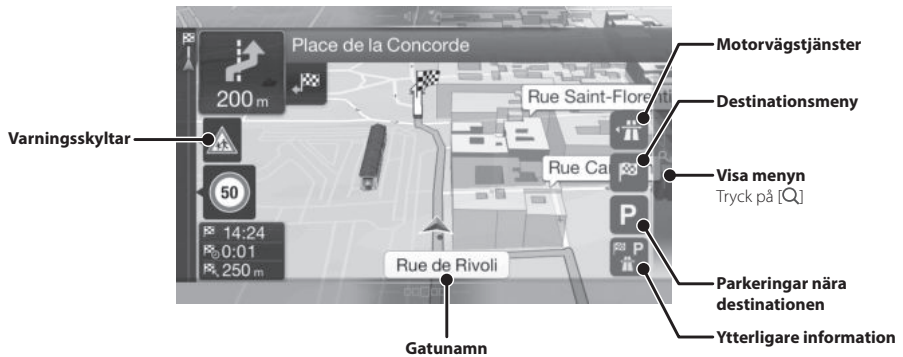 Place de la Concorde
200 m
Rue Saint-Florenti
Rue Ca
50
P
14:24
0:01
250 m
P
Rue de Rivoli
Varningsskyltar
Motorvägstjänster
Destinationsmeny
Visa menyn
Tryck på [Q]
Parkeringar nära
destinationen
Ytterligare information
Gatunamn